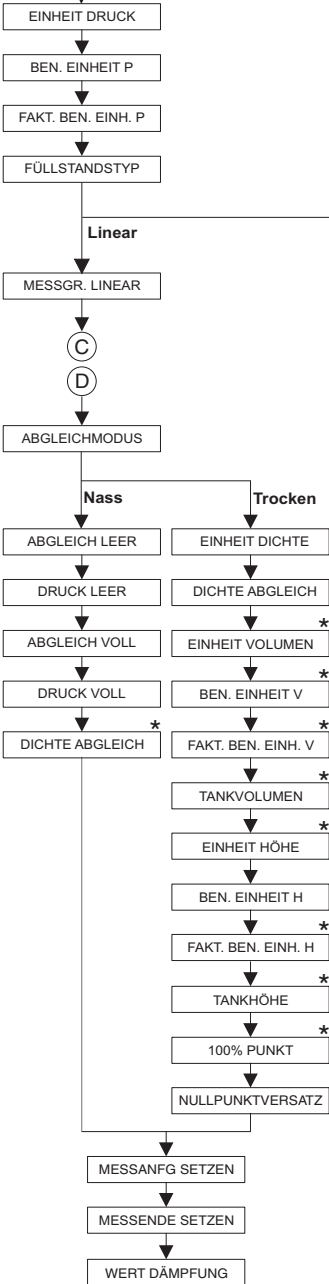 EINHEIT DRUCK
BEN. EINHEIT P
FAKT. BEN. EINH. P
FÜLLSTANDSTYP
Linear
MESSGR. LINEAR
C
D
ABGLEICHMODUS
Nass
ABGLEICH LEER
DRUCK LEER
ABGLEICH VOLL
DRUCK VOLL
*
DICHTE ABGLEICH
Trocken
EINHEIT DICHTE
DICHTE ABGLEICH
*
EINHEIT VOLUMEN
*
BEN. EINHEIT V
*
FAKT. BEN. EINH. V
*
TANKVOLUMEN
*
EINHEIT HÖHE
BEN. EINHEIT H
*
FAKT. BEN. EINH. H
*
TANKHÖHE
*
100% PUNKT
NULLPUNKTVERSATZ
MESSANFG SETZEN
MESSENDE SETZEN
WERT DÄMPFUNG